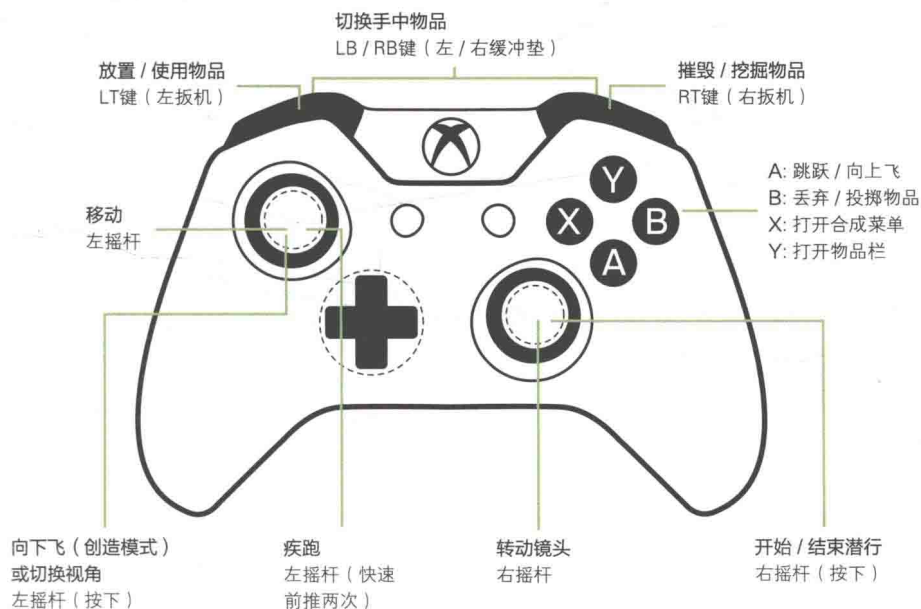 切换手中物品
LB / RB键（左 / 右缓冲垫）
放置 / 使用物品
LT键（左扳机）
摧毁 / 挖掘物品
RT键（右扳机）
移动
左摇杆
Y
X
B
A
A: 跳跃 / 向上飞
B: 丢弃 / 投掷物品
X: 打开合成菜单
Y: 打开物品栏
向下飞（创造模式）
或切换视角
左摇杆（按下）
疾跑
左摇杆（快速
前推两次）
转动镜头
右摇杆
开始 / 结束潜行
右摇杆（按下）